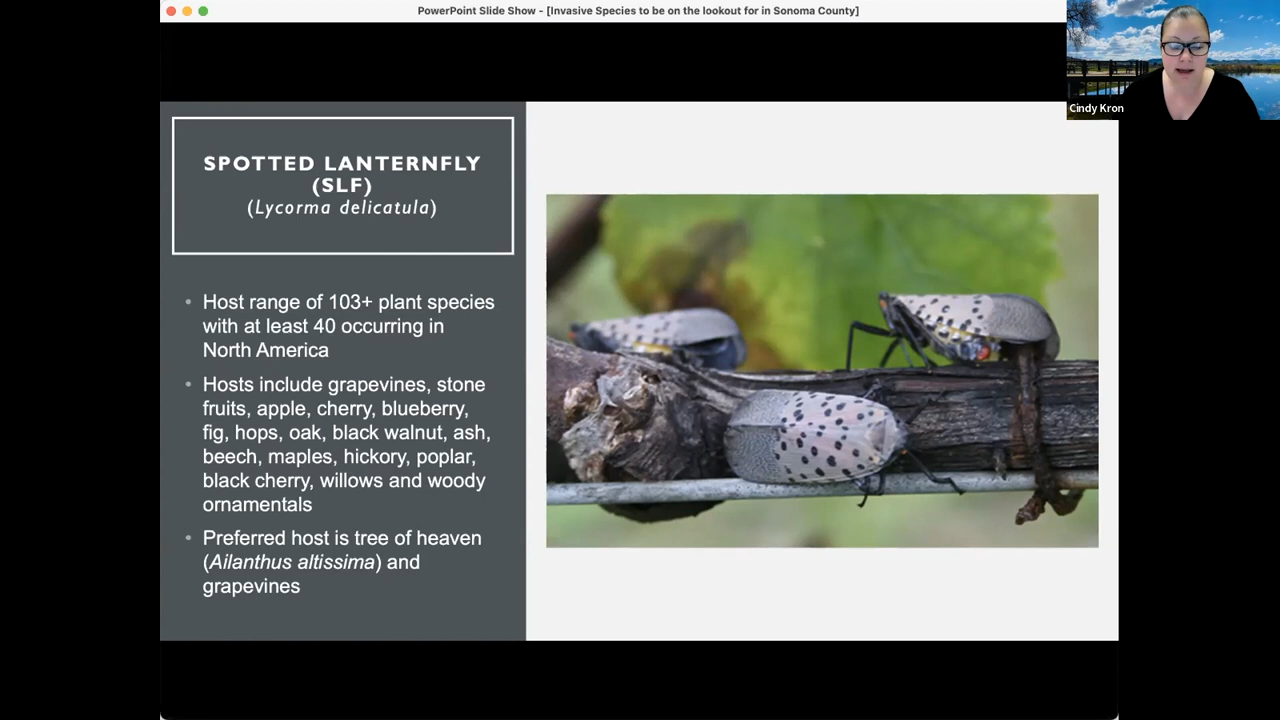 PowerPoint Slide Show - [Invasive Species to be on the lookout for in Sonoma County]
Cindy Kron
SPOTTED LANTERNFLY
(SLF)
(Lycorma delicatula)
• Host range of 103+ plant species
with at least 40 occurring in
North America
• Hosts include grapevines, stone
fruits, apple, cherry, blueberry,
fig, hops, oak, black walnut, ash,
beech, maples, hickory, poplar,
black cherry, willows and woody
ornamentals
• Preferred host is tree of heaven
(Ailanthus altissima) and
grapevines